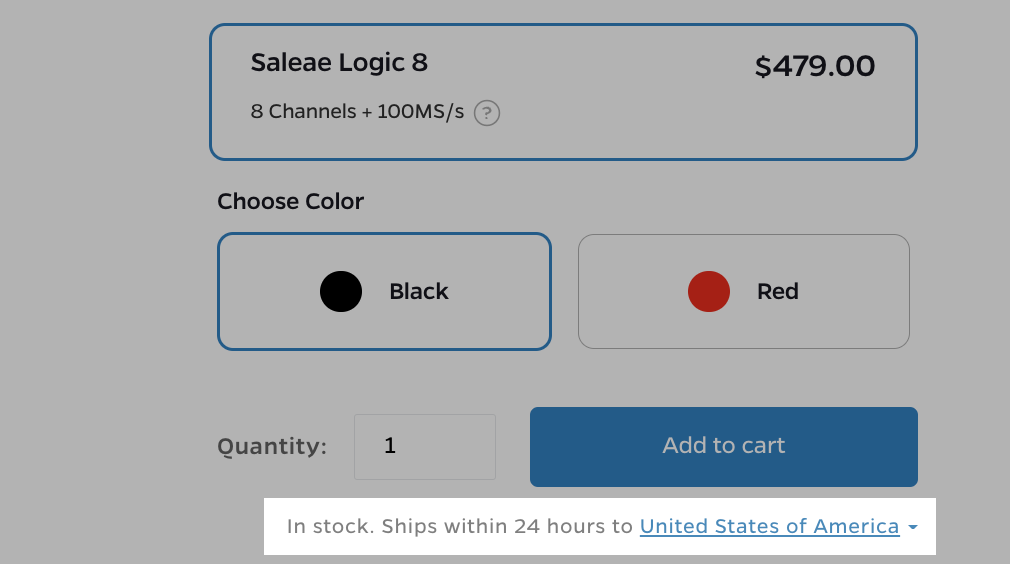 Saleae Logic 8
$479.00
8 Channels + 100MS/s ?
Choose Color
Black
Red
Quantity:
1
Add to cart
In stock. Ships within 24 hours to United States of America